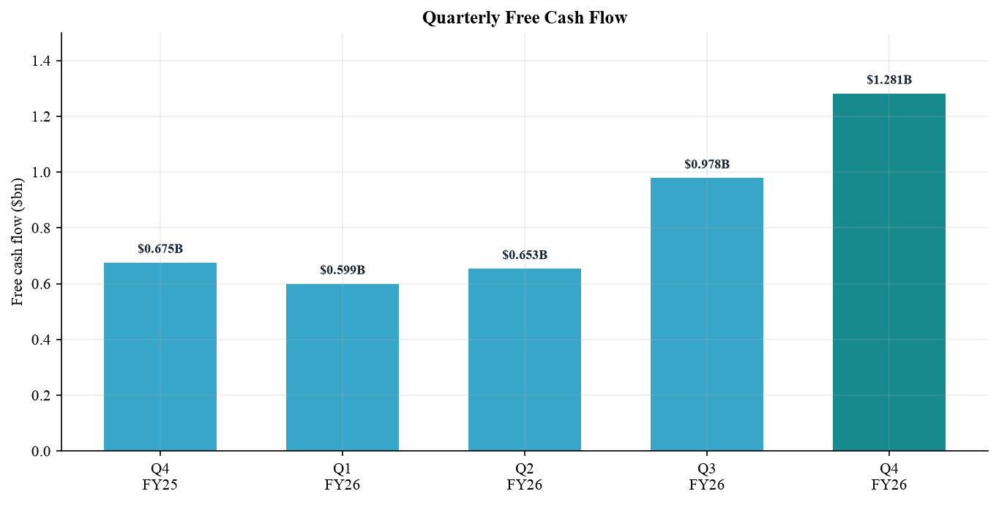 Quarterly Free Cash Flow
Free cash flow ($bn)
1.4
1.2
1.0
0.8
0.6
0.4
0.2
0.0
$0.675B
$0.599B
$0.653B
$0.978B
$1.281B
Q4
FY25
Q1
FY26
Q2
FY26
Q3
FY26
Q4
FY26